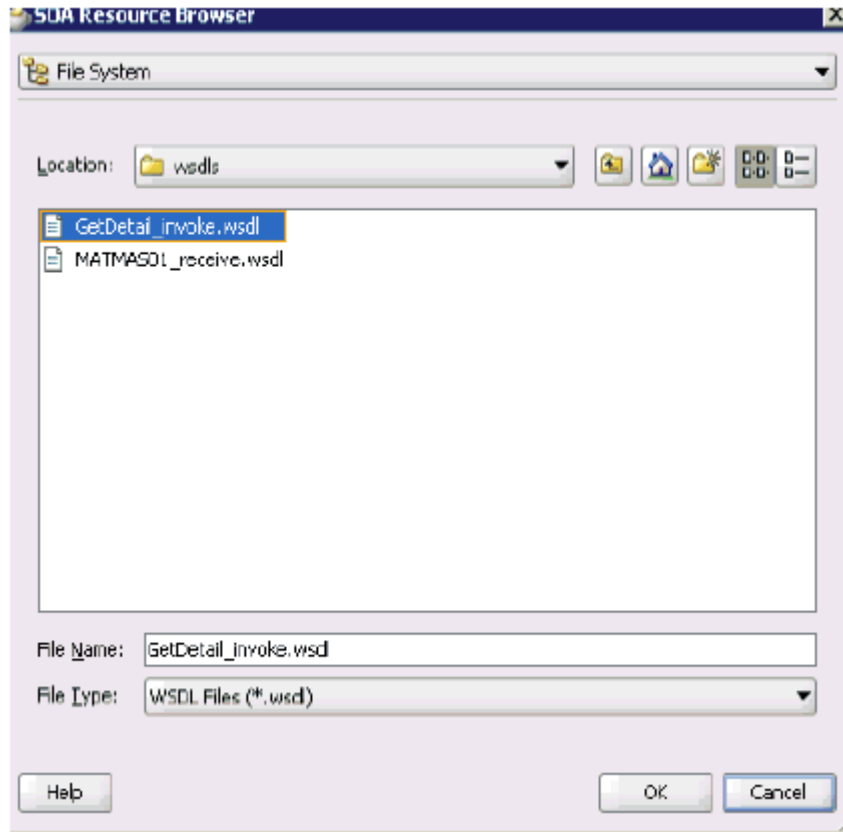 SOA Resource Browser
File System
Location: wsdls
GetDetail_invoke.wsdl
MATMAS01_receive.wsdl
File Name: GetDetail_invoke.wsdl
File Type: WSDL Files (*.wsdl)
Help OK Cancel